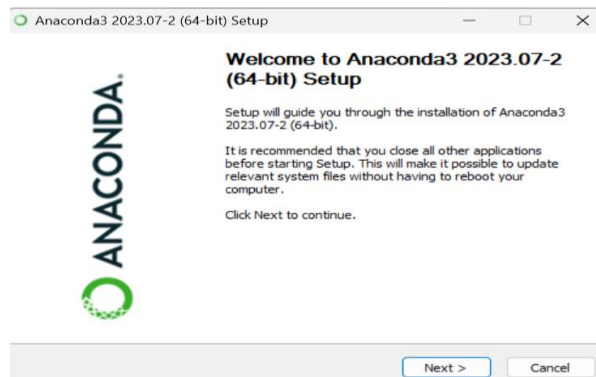 Anaconda3 2023.07-2 (64-bit) Setup
Welcome to Anaconda3 2023.07-2
(64-bit) Setup
Setup will guide you through the installation of Anaconda3
2023.07-2 (64-bit).
It is recommended that you close all other applications
before starting Setup. This will make it possible to update
relevant system files without having to reboot your
computer.
Click Next to continue.
ANACONDA.
Next >
Cancel